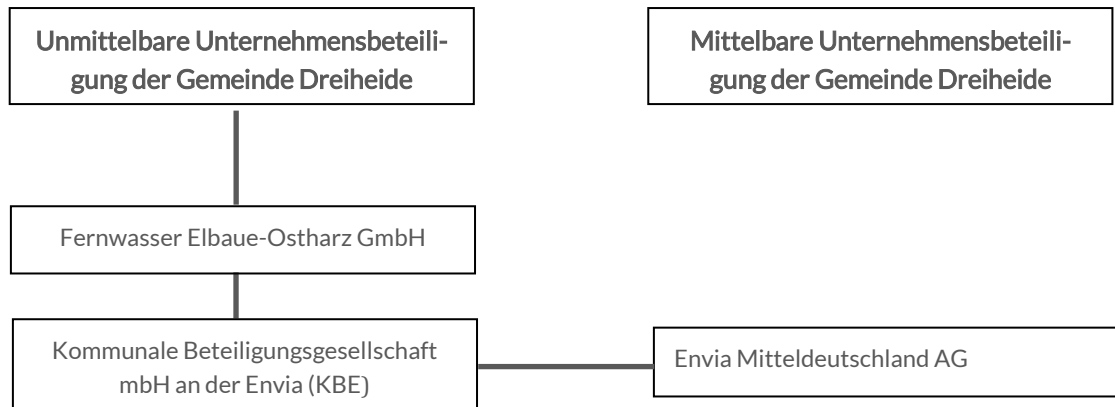 Unmittelbare Unternehmensbeteili-
gung der Gemeinde Dreiheide
Mittelbare Unternehmensbeteili-
gung der Gemeinde Dreiheide
Fernwasser Elbaue-Ostharz GmbH
Kommunale Beteiligungsgesellschaft
mbH an der Envia (KBE)
Envia Mitteldeutschland AG